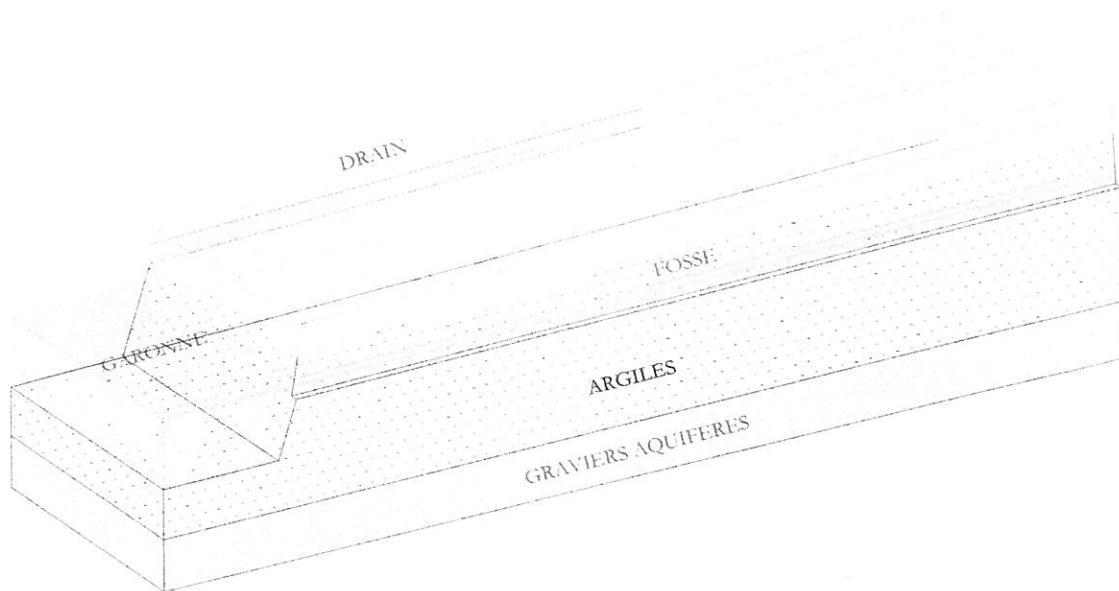 DRAIN
FOSSE
GARONNE
ARGILES
GRAVIERS AQUIFERES